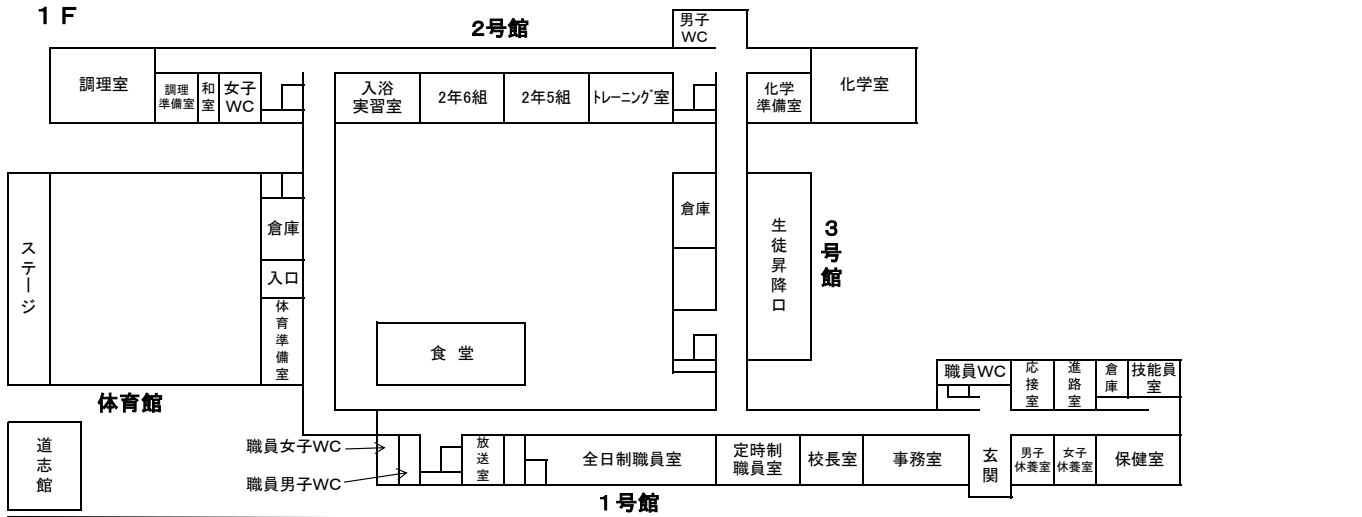 １Ｆ
２号館
男子
WC
調理室
調理
準備室
和
室
女子
WC
入浴
実習室
2年6組
2年5組
ﾄﾚｰﾆﾝｸﾞ室
化学
準備室
化学室
ステージ
倉庫
入口
体育準備室
体育館
倉庫
生徒昇降口
３号館
食 堂
職員WC
応接室
進路室
倉庫
技能員
室
道志館
職員女子WC
職員男子WC
放送室
全日制職員室
定時制
職員室
校長室
事務室
玄関
男子
休養室
女子
休養室
保健室
１号館